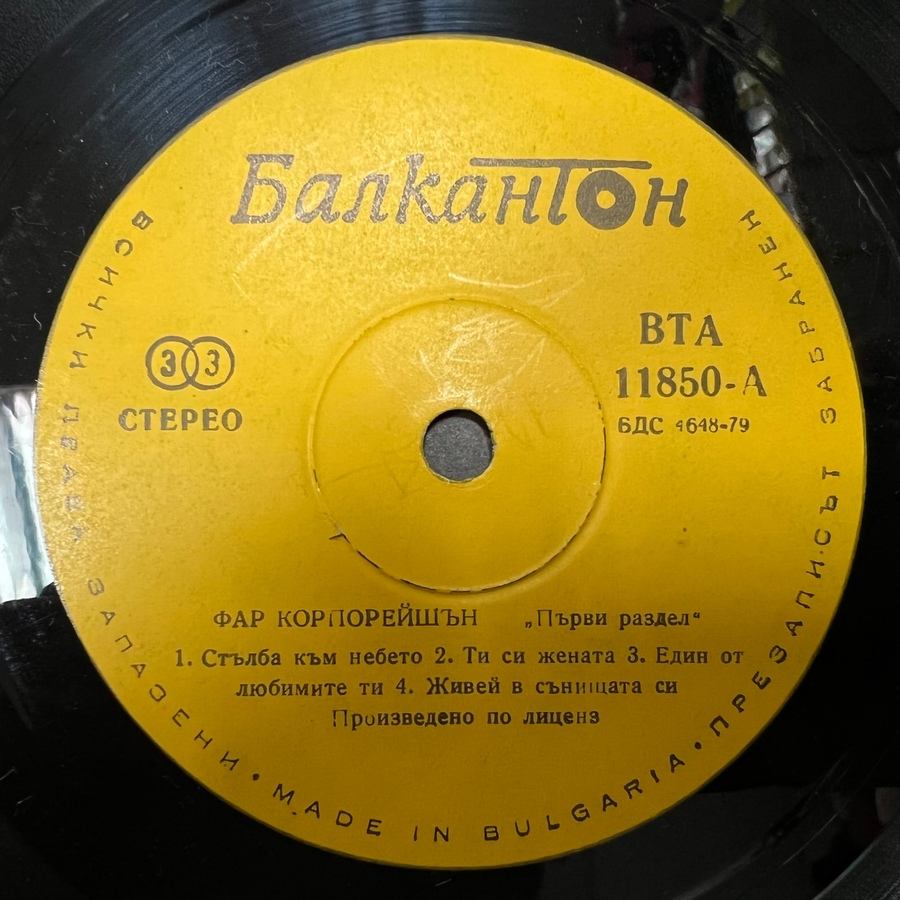 Балкантон
33
СТЕРЕО
ВТА
11850-А
БДС 4648-79
ФАР КОРПОРЕЙШЪН „Първи раздел“
1. Стълба към небето 2. Ти си жената 3. Един от
любимите ти 4. Живей в сънищата си
Произведено по лиценз
ВСИЧКИ ПРАВА ЗАПАЗЕНИ • MADE IN BULGARIA • ПРЕЗАПИСЪТ ЗАБРАНЕН